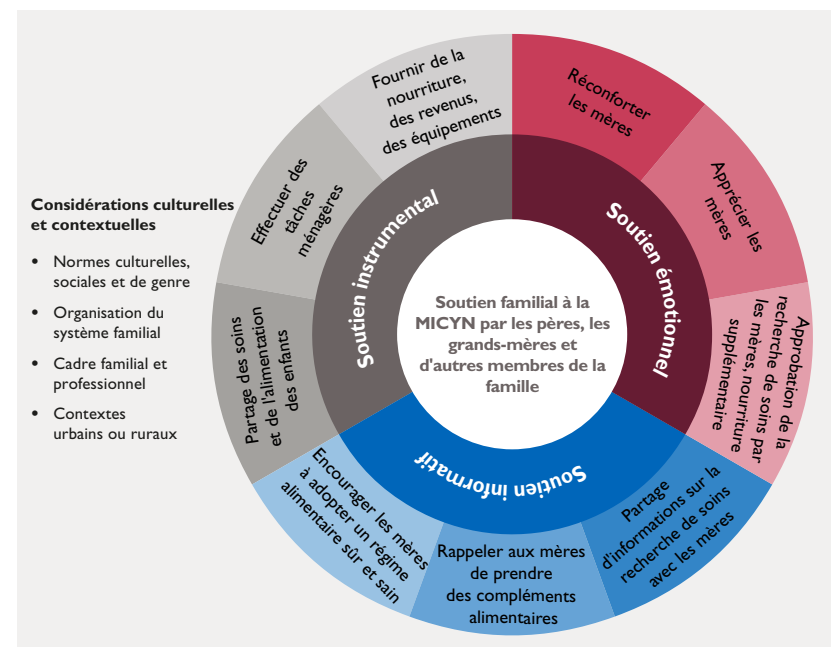 Considérations culturelles
et contextuelles
• Normes culturelles,
sociales et de genre
• Organisation du
système familial
• Cadre familial et
professionnel
• Contextes
urbains ou ruraux
Soutien familial à la
MICYN par les pères, les
grands-mères et
d'autres membres de la
famille
Soutien émotionnel
Réconforter
les mères
Apprécier les
mères
Approbation de la
recherche de soins par
les mères, nourriture
supplémentaire
Soutien informatif
Partage
d'informations sur la
recherche de soins
avec les mères
Rappeler aux mères
de prendre
des compléments
alimentaires
Encourager les mères
à adopter un régime
alimentaire sûr et sain
Soutien instrumental
Partage des soins
et de l'alimentation
des enfants
Effectuer des
tâches
ménagères
Fournir de la
nourriture,
des revenus,
des équipements